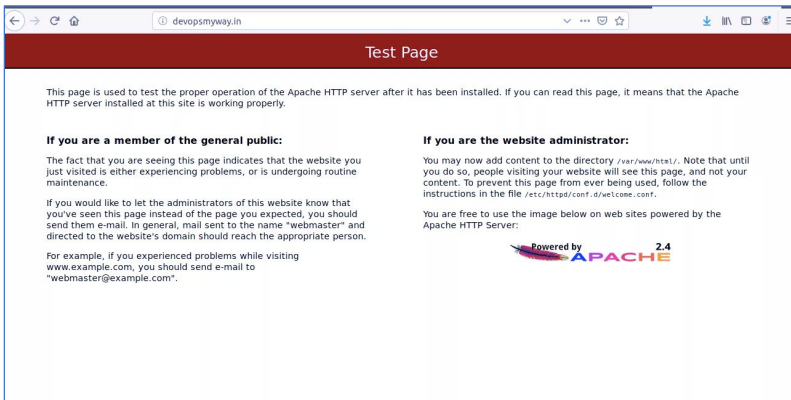 devopsmyway.in
Test Page
This page is used to test the proper operation of the Apache HTTP server after it has been installed. If you can read this page, it means that the Apache
HTTP server installed at this site is working properly.
If you are a member of the general public:
The fact that you are seeing this page indicates that the website you
just visited is either experiencing problems, or is undergoing routine
maintenance.
If you would like to let the administrators of this website know that
you've seen this page instead of the page you expected, you should
send them e-mail. In general, mail sent to the name "webmaster" and
directed to the website's domain should reach the appropriate person.
For example, if you experienced problems while visiting
www.example.com, you should send e-mail to
"webmaster@example.com".
If you are the website administrator:
You may now add content to the directory /var/www/html/. Note that until
you do so, people visiting your website will see this page, and not your
content. To prevent this page from ever being used, follow the
instructions in the file /etc/httpd/conf.d/welcome.conf.
You are free to use the image below on web sites powered by the
Apache HTTP Server:
Powered by 2.4
APACHE